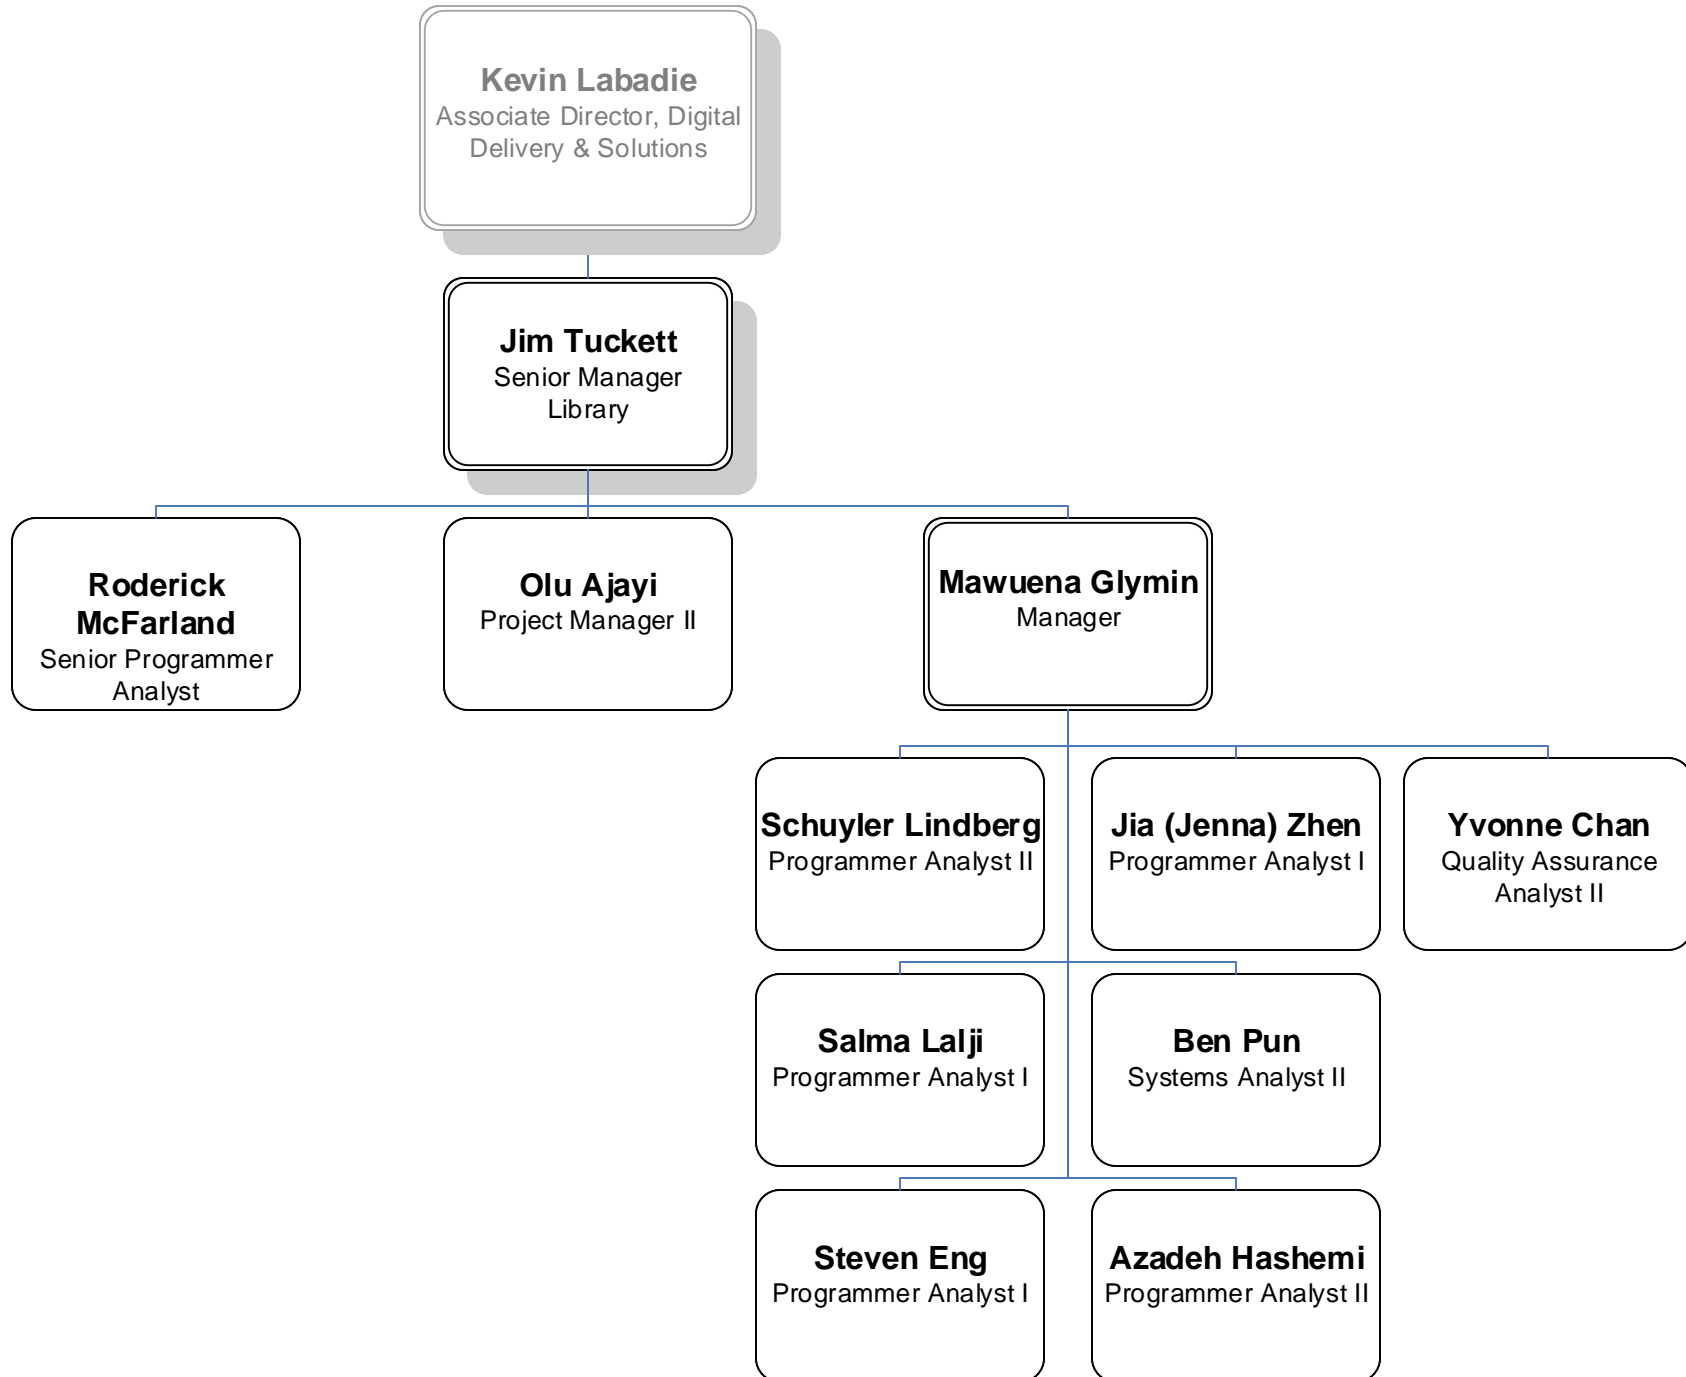 Kevin Labadie
Associate Director, Digital
Delivery & Solutions
Jim Tuckett
Senior Manager
Library
Roderick
McFarland
Senior Programmer
Analyst
Olu Ajayi
Project Manager II
Mawuena Glymin
Manager
Schuyler Lindberg
Programmer Analyst II
Jia (Jenna) Zhen
Programmer Analyst I
Yvonne Chan
Quality Assurance
Analyst II
Salma Lalji
Programmer Analyst I
Ben Pun
Systems Analyst II
Steven Eng
Programmer Analyst I
Azadeh Hashemi
Programmer Analyst II